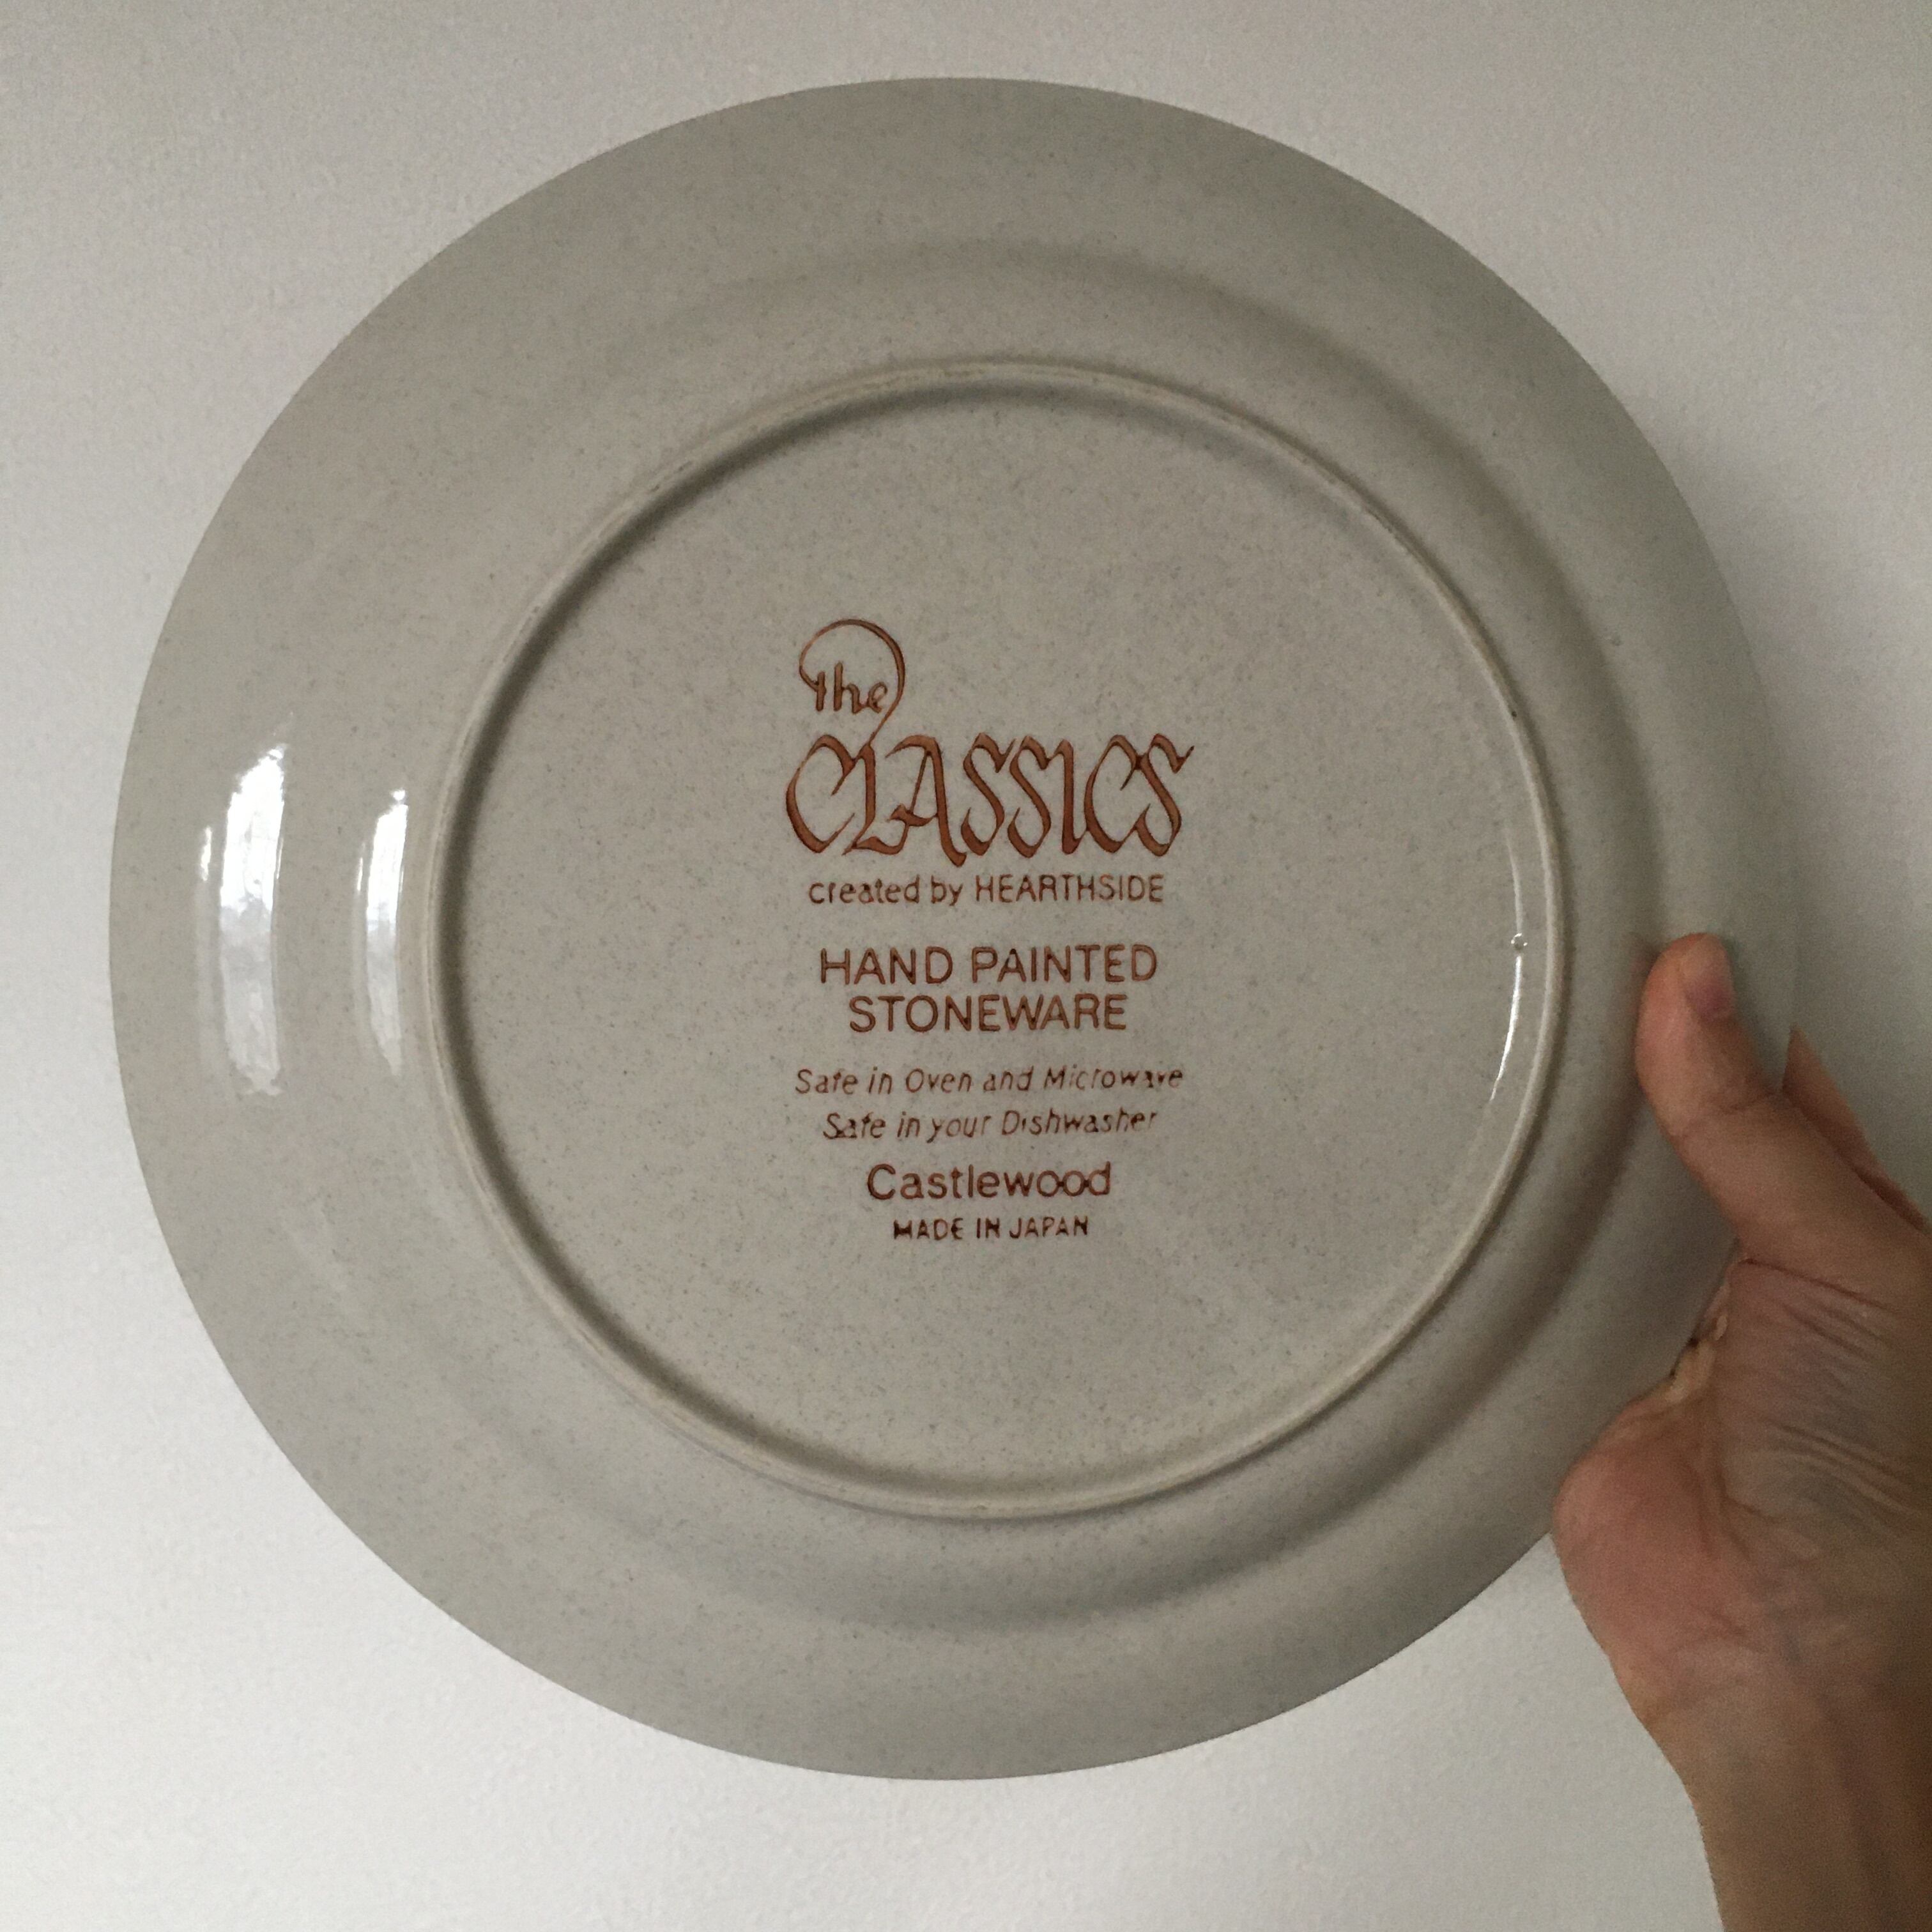 the
CLASSICS
created by HEARTHSIDE
HAND PAINTED
STONEWARE
Safe in Oven and Microwave
Safe in your Dishwasher
Castlewood
MADE IN JAPAN